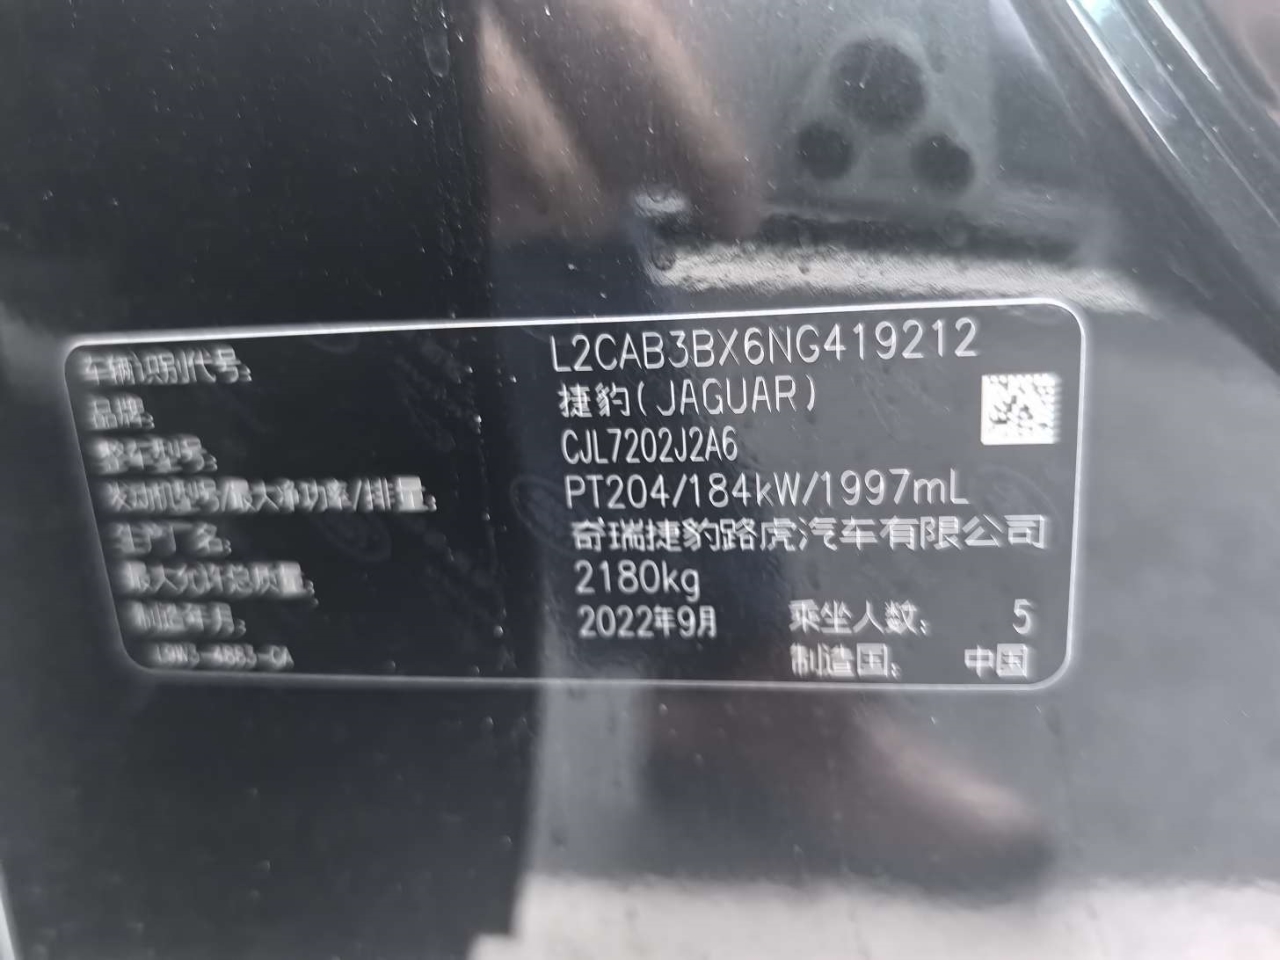 车辆识别代号: L2CAB3BX6NG419212
品牌: 捷豹(JAGUAR)
整车型号: CJL7202J2A6
发动机型号/最大净功率/排量: PT204/184kW/1997mL
生产厂名: 奇瑞捷豹路虎汽车有限公司
最大允许总质量: 2180kg
制造年月: 2022年9月 乘坐人数: 5
制造国: 中国